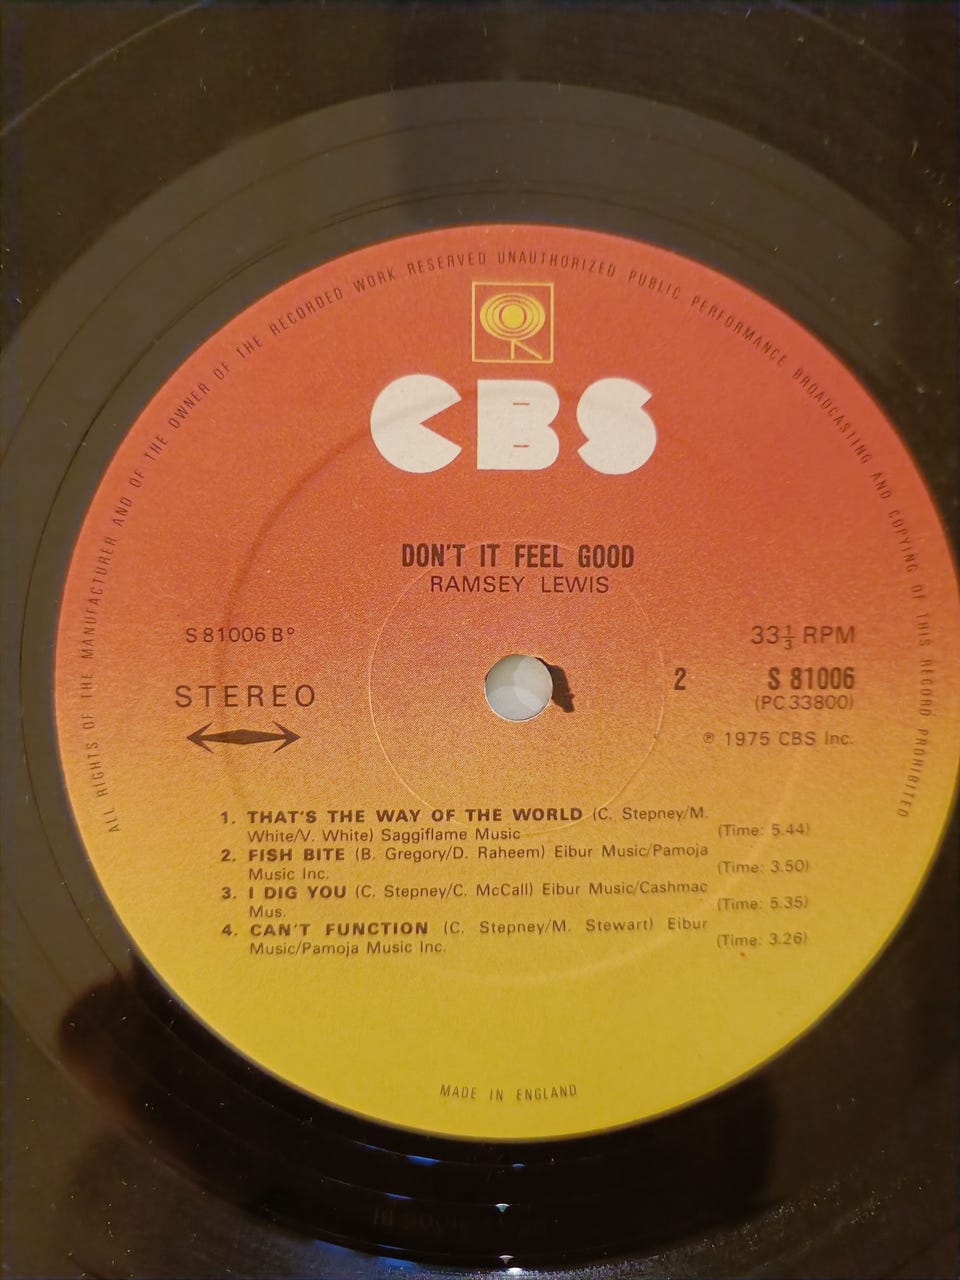 ALL RIGHTS OF THE MANUFACTURER AND OF THE OWNER OF THE RECORDED WORK RESERVED UNAUTHORIZED PUBLIC PERFORMANCE BROADCASTING AND COPYING OF THIS RECORD PROHIBITED
CBS
DON'T IT FEEL GOOD
RAMSEY LEWIS
S 81006 B°
33⅓ RPM
STEREO
2 S 81006
(PC 33800)
℗ 1975 CBS Inc.
1. THAT'S THE WAY OF THE WORLD (C. Stepney/M.
White/V. White) Saggiflame Music (Time: 5.44)
2. FISH BITE (B. Gregory/D. Raheem) Eibur Music/Pamoja
Music Inc. (Time: 3.50)
3. I DIG YOU (C. Stepney/C. McCall) Eibur Music/Cashmac
Mus. (Time: 5.35)
4. CAN'T FUNCTION (C. Stepney/M. Stewart) Eibur
Music/Pamoja Music Inc. (Time: 3.26)
MADE IN ENGLAND